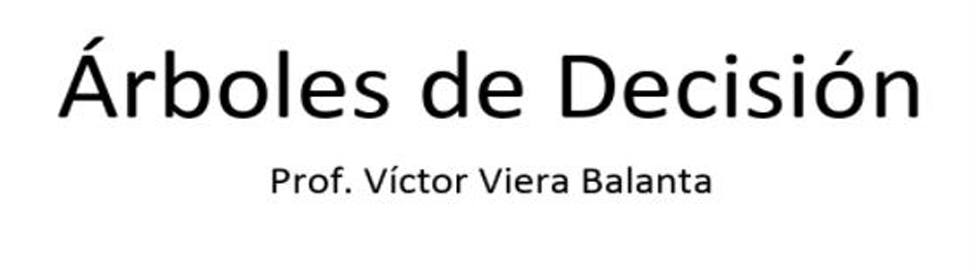 Árboles de Decisión
Prof. Víctor Viera Balanta